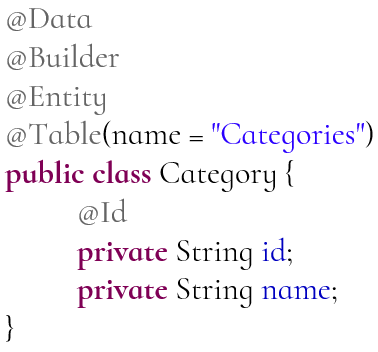 @Data
@Builder
@Entity
@Table(name = "Categories")
public class Category {
@Id
private String id;
private String name;
}